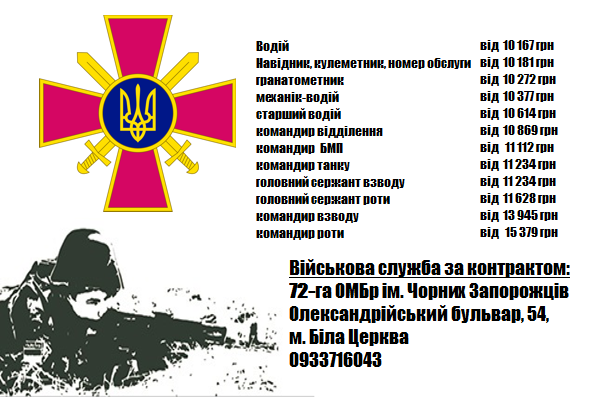 Водій від 10 167 грн
Навідник, кулеметник, номер обслуги від 10 181 грн
гранатометник від 10 272 грн
механік-водій від 10 377 грн
старший водій від 10 614 грн
командир відділення від 10 869 грн
командир БМП від 11 112 грн
командир танку від 11 234 грн
головний сержант взводу від 11 234 грн
головний сержант роти від 11 628 грн
командир взводу від 13 945 грн
командир роти від 15 379 грн
Військова служба за контрактом:
72-га ОМБр ім. Чорних Запорожців
Олександрійський бульвар, 54,
м. Біла Церква
0933716043